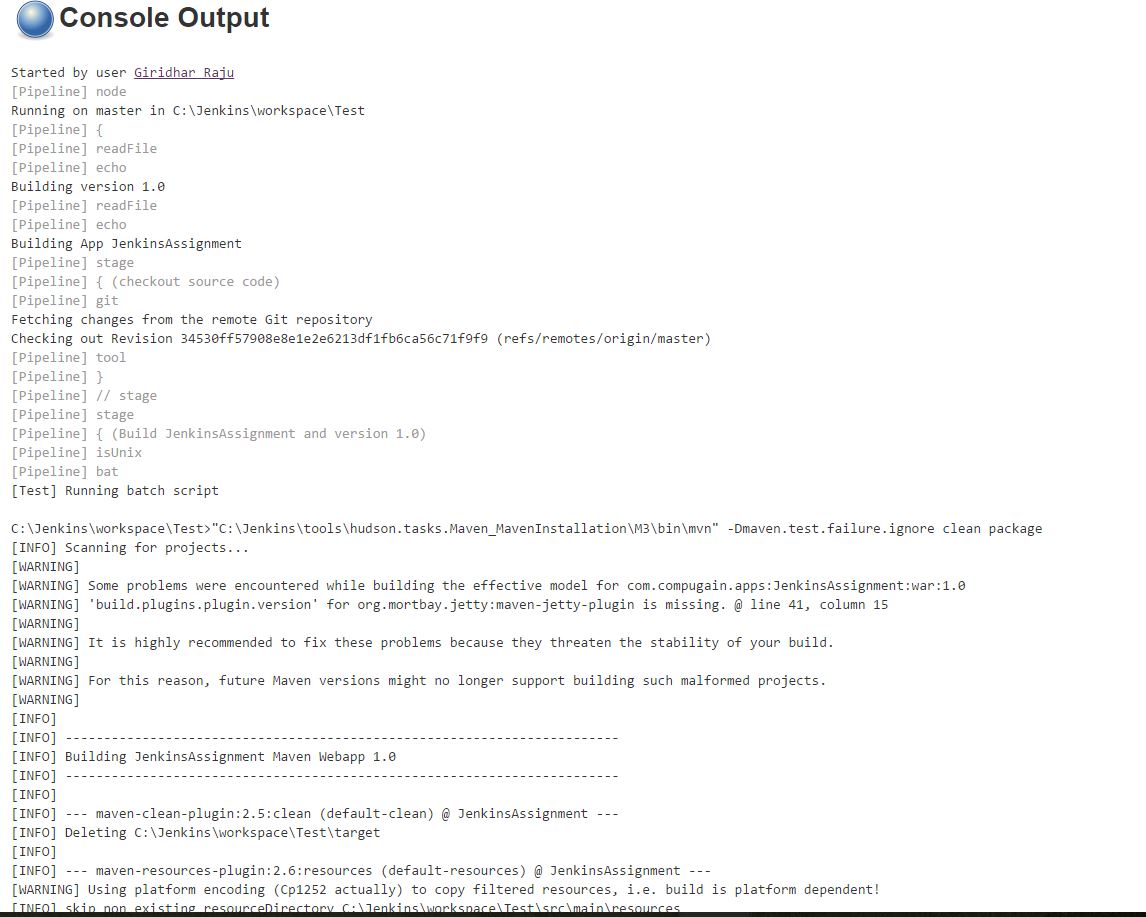 Console Output
Started by user Giridhar Raju
[Pipeline] node
Running on master in C:\Jenkins\workspace\Test
[Pipeline] {
[Pipeline] readFile
[Pipeline] echo
Building version 1.0
[Pipeline] readFile
[Pipeline] echo
Building App JenkinsAssignment
[Pipeline] stage
[Pipeline] { (checkout source code)
[Pipeline] git
Fetching changes from the remote Git repository
Checking out Revision 34530ff57908e8e1e2e6213df1fb6ca56c71f9f9 (refs/remotes/origin/master)
[Pipeline] tool
[Pipeline] }
[Pipeline] // stage
[Pipeline] stage
[Pipeline] { (Build JenkinsAssignment and version 1.0)
[Pipeline] isUnix
[Pipeline] bat
[Test] Running batch script
C:\Jenkins\workspace\Test>"C:\Jenkins\tools\hudson.tasks.Maven_MavenInstallation\M3\bin\mvn" -Dmaven.test.failure.ignore clean package
[INFO] Scanning for projects...
[WARNING]
[WARNING] Some problems were encountered while building the effective model for com.compugain.apps:JenkinsAssignment:war:1.0
[WARNING] 'build.plugins.plugin.version' for org.mortbay.jetty:maven-jetty-plugin is missing. @ line 41, column 15
[WARNING]
[WARNING] It is highly recommended to fix these problems because they threaten the stability of your build.
[WARNING]
[WARNING] For this reason, future Maven versions might no longer support building such malformed projects.
[WARNING]
[INFO]
[INFO] ------------------------------------------------------------------------
[INFO] Building JenkinsAssignment Maven Webapp 1.0
[INFO] ------------------------------------------------------------------------
[INFO]
[INFO] --- maven-clean-plugin:2.5:clean (default-clean) @ JenkinsAssignment ---
[INFO] Deleting C:\Jenkins\workspace\Test\target
[INFO]
[INFO] --- maven-resources-plugin:2.6:resources (default-resources) @ JenkinsAssignment ---
[WARNING] Using platform encoding (Cp1252 actually) to copy filtered resources, i.e. build is platform dependent!
[INFO] skip non existing resourceDirectory C:\Jenkins\workspace\Test\src\main\resources